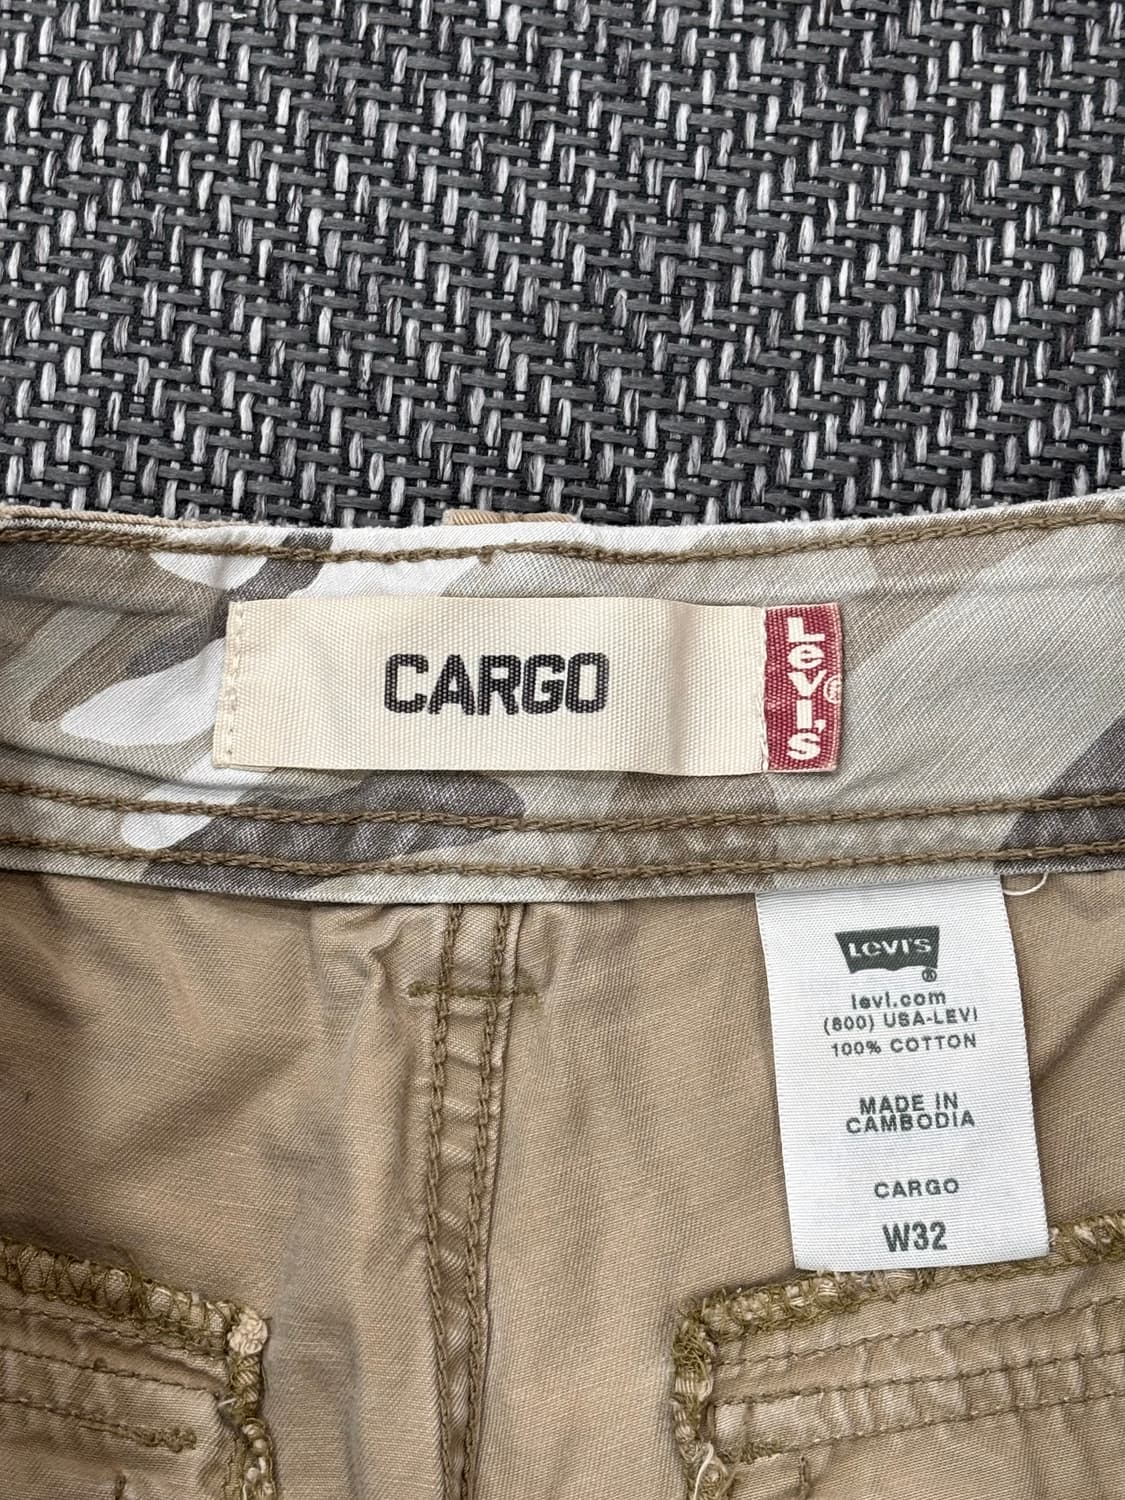 CARGO
Levi's®
Levi's®
levi.com
(800) USA-LEVI
100% COTTON
MADE IN
CAMBODIA
CARGO
W32